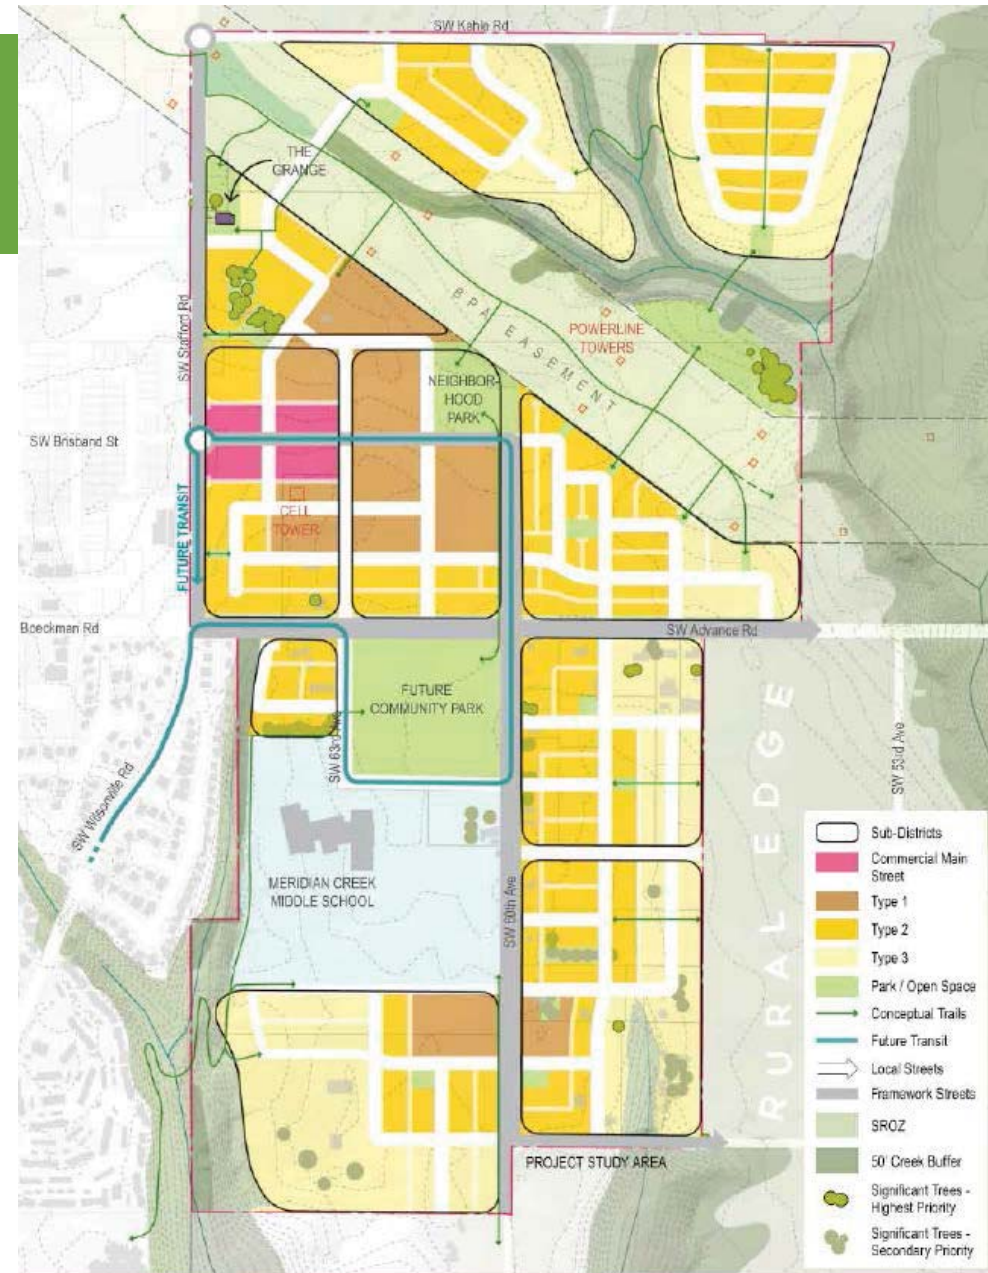 SW Kahle Rd
THE
GRANGE
SW Stafford Rd
BPA EASEMENT
POWERLINE
TOWERS
NEIGHBOR-
HOOD
PARK
SW Brisband St
FUTURE TRANSIT
CELL
TOWER
Boeckman Rd
SW Advance Rd
FUTURE
COMMUNITY PARK
SW 63rd Ave
SW 53rd Ave
SW Wilsonville Rd
RURAL EDGE
MERIDIAN CREEK
MIDDLE SCHOOL
SW 60th Ave
PROJECT STUDY AREA
Sub-Districts
Commercial Main
Street
Type 1
Type 2
Type 3
Park / Open Space
Conceptual Trails
Future Transit
Local Streets
Framework Streets
SROZ
50' Creek Buffer
Significant Trees -
Highest Priority
Significant Trees -
Secondary Priority